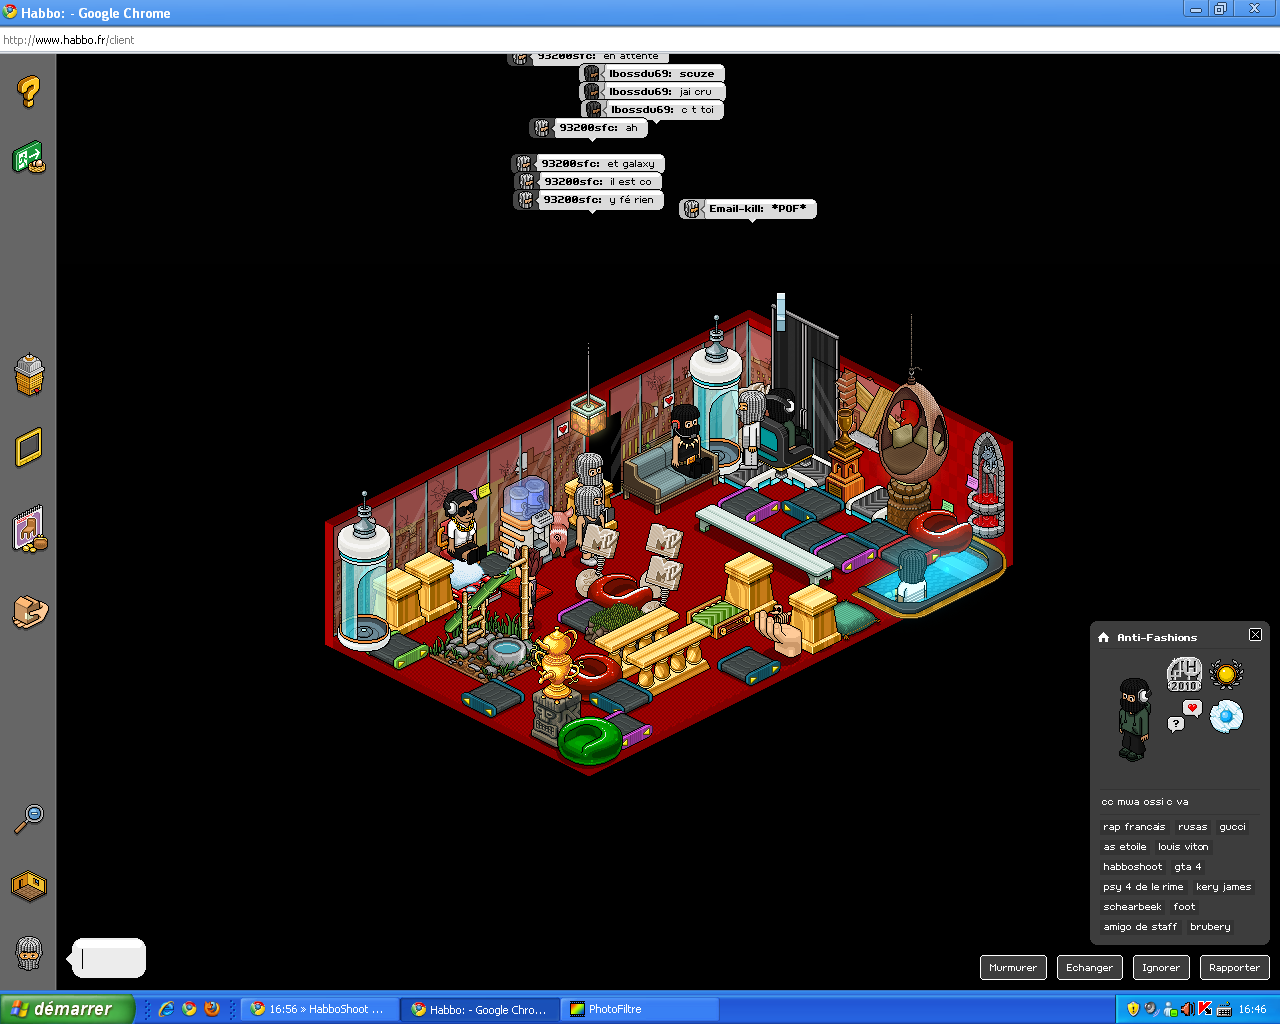 Habbo: - Google Chrome
http://www.habbo.fr/client
93200sfc: en attente
lbossdu69: scuze
lbossdu69: jai cru
lbossdu69: c t toi
93200sfc: ah
93200sfc: et galaxy
93200sfc: il est co
93200sfc: y fé rien
Email-kill: *POF*
MTV
MTV
MTV
Anti-Fashions
2010
cc mwa ossi c va
rap francais rusas gucci
as etoile louis viton
habboshoot gta 4
psy 4 de le rime kery james
schearbeek foot
amigo de staff brubery
Murmurer Echanger Ignorer Rapporter
démarrer 16:56 » HabboShoot ... Habbo: - Google Chro... PhotoFiltre 16:46